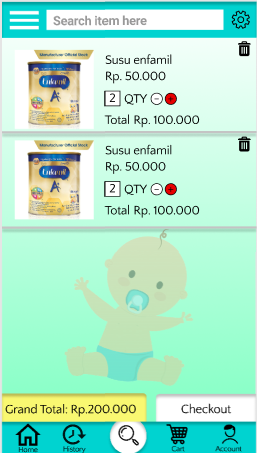 Search item here
Manufacturer Official Stock
Enfamil
A+
Susu enfamil
Rp. 50.000
2 QTY - +
Total Rp. 100.000
Manufacturer Official Stock
Enfamil
A+
Susu enfamil
Rp. 50.000
2 QTY - +
Total Rp. 100.000
Grand Total: Rp.200.000
Checkout
Home
History
Cart
Account